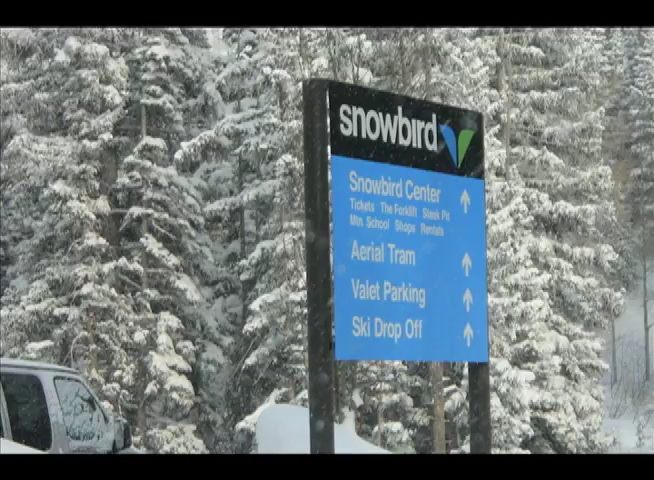 snowbird
Snowbird Center
Tickets The Forklift Steak Pit
Mtn. School Shops Rentals
Aerial Tram
Valet Parking
Ski Drop Off